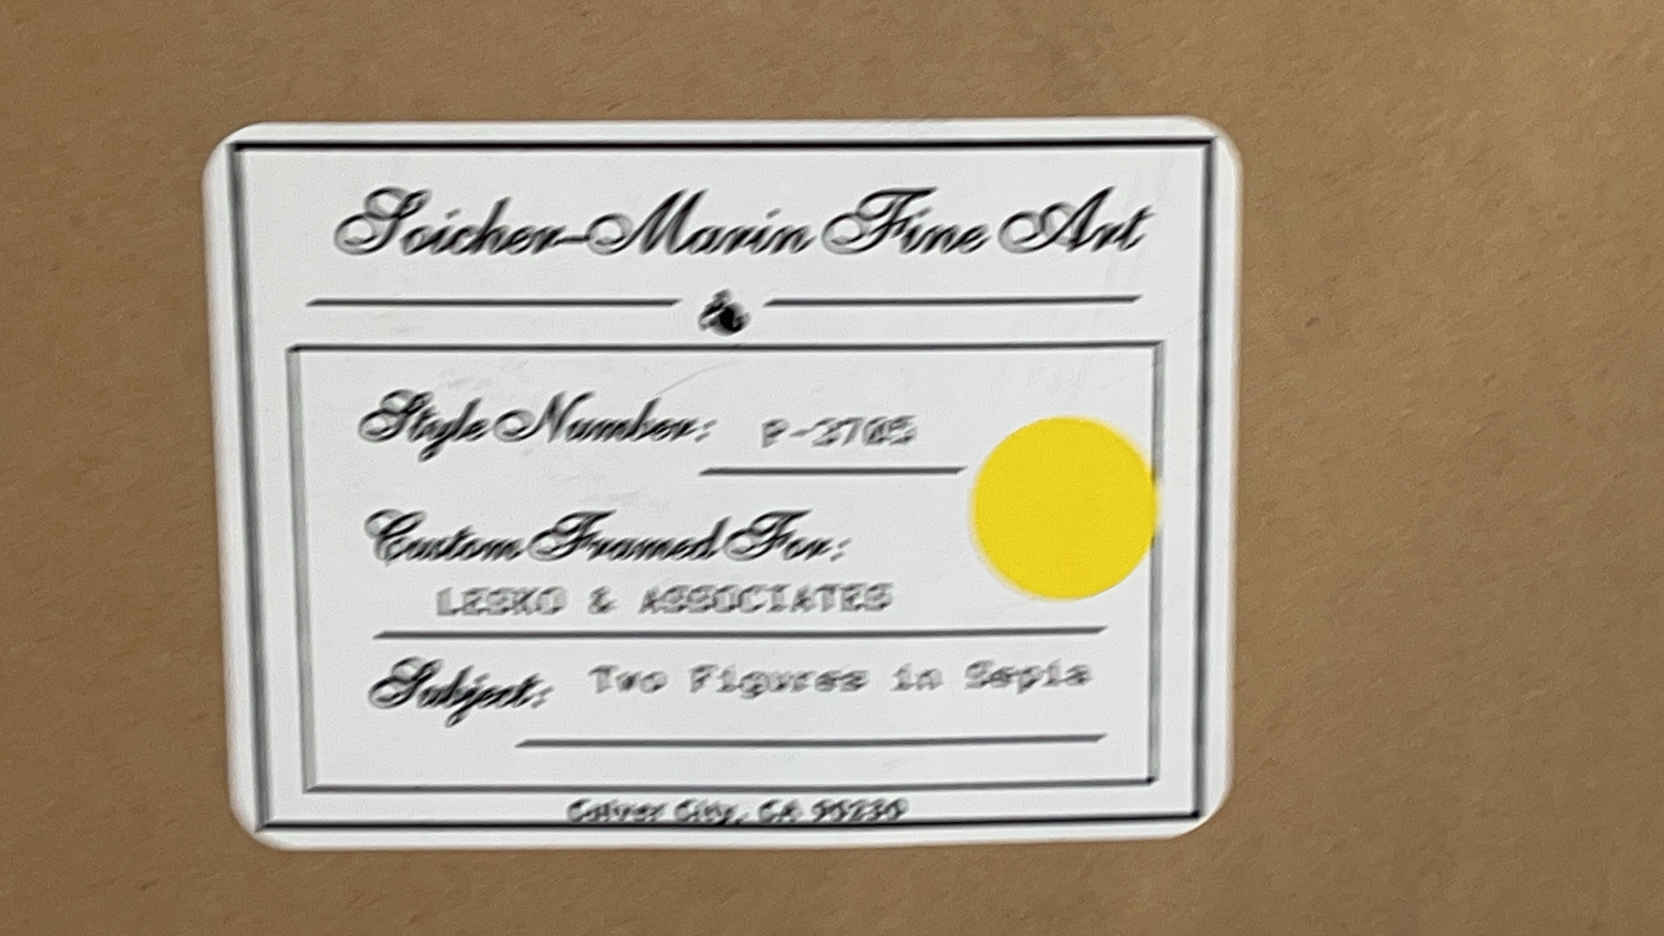 Soicher-Marin Fine Art
Style Number: P-3705
Custom Framed For:
LESKO & ASSOCIATES
Subject: Two Figures in Sepia
Culver City, CA 90230